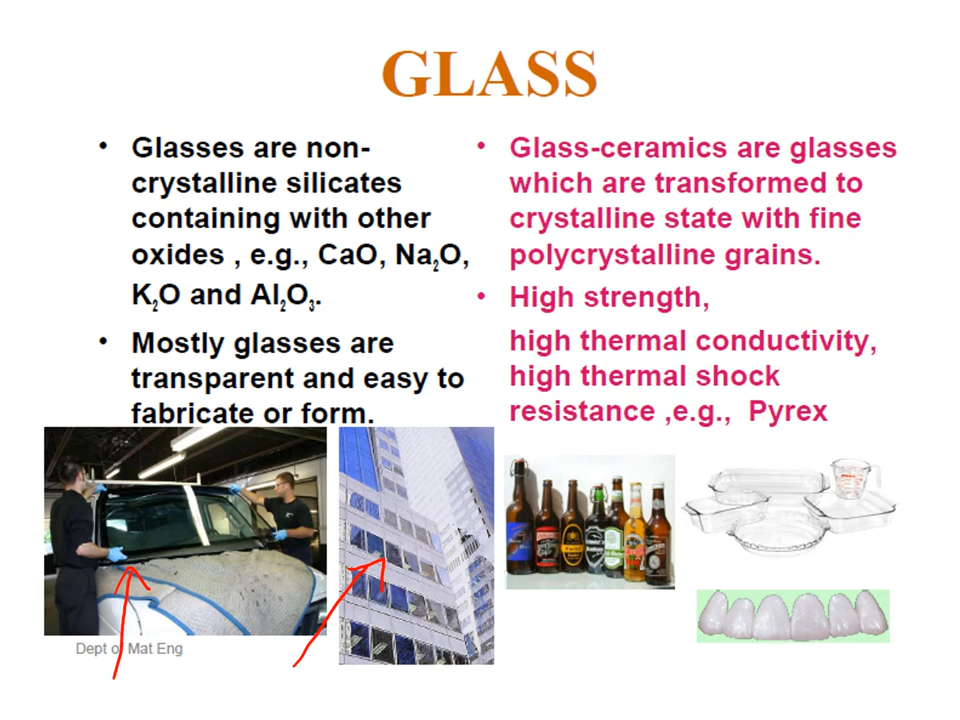 GLASS
• Glasses are non-
crystalline silicates
containing with other
oxides , e.g., CaO, Na₂O,
K₂O and Al₂O₃.
• Mostly glasses are
transparent and easy to
fabricate or form.
• Glass-ceramics are glasses
which are transformed to
crystalline state with fine
polycrystalline grains.
• High strength,
high thermal conductivity,
high thermal shock
resistance ,e.g., Pyrex
Dept of Mat Eng